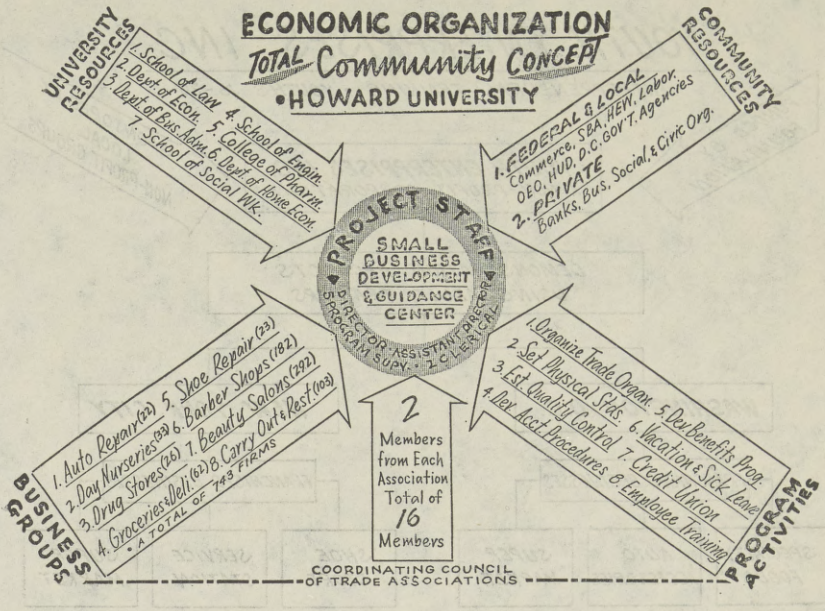 ECONOMIC ORGANIZATION
TOTAL Community CONCEPT
• HOWARD UNIVERSITY
UNIVERSITY
RESOURCES
1. School of Law 4. School of Engin.
2. Dept of Econ. 5. College of Pharm.
3. Dept of Bus. Adm. 6. Dept. of Home Econ.
7. School of Social Wk.
COMMUNITY
RESOURCES
1. FEDERAL & LOCAL
Commerce, SBA, HEW, Labor.
OEO, HUD, D.C. GOV'T. Agencies
2. PRIVATE
Banks, Bus, Social, & Civic Org.
PROJECT STAFF
SMALL
BUSINESS
DEVELOPMENT
& GUIDANCE
CENTER
DIRECTOR • ASSISTANT DIRECTOR
5 PROGRAM SUPV. • 2 CLERICAL
BUSINESS
GROUPS
1. Auto Repair (22) 5. Shoe Repair (23)
2. Day Nurseries (33) 6. Barber Shops (182)
3. Drug Stores (26) 7. Beauty Salons (292)
4. Groceries & Deli. (62) 8. Carry Out & Rest. (103)
• A TOTAL OF 743 FIRMS
2
Members
from Each
Association
Total of
16
Members
1. Organize Trade Organ. 5 Dev Benefits Prog.
2 Set Physical Stds. 6. Vacation & Sick Leave
3. Est. Quality Control 7. Credit Union
4. Dev. Acct Procedures 8. Employee Training
PROGRAM
ACTIVITIES
COORDINATING COUNCIL
OF TRADE ASSOCIATIONS